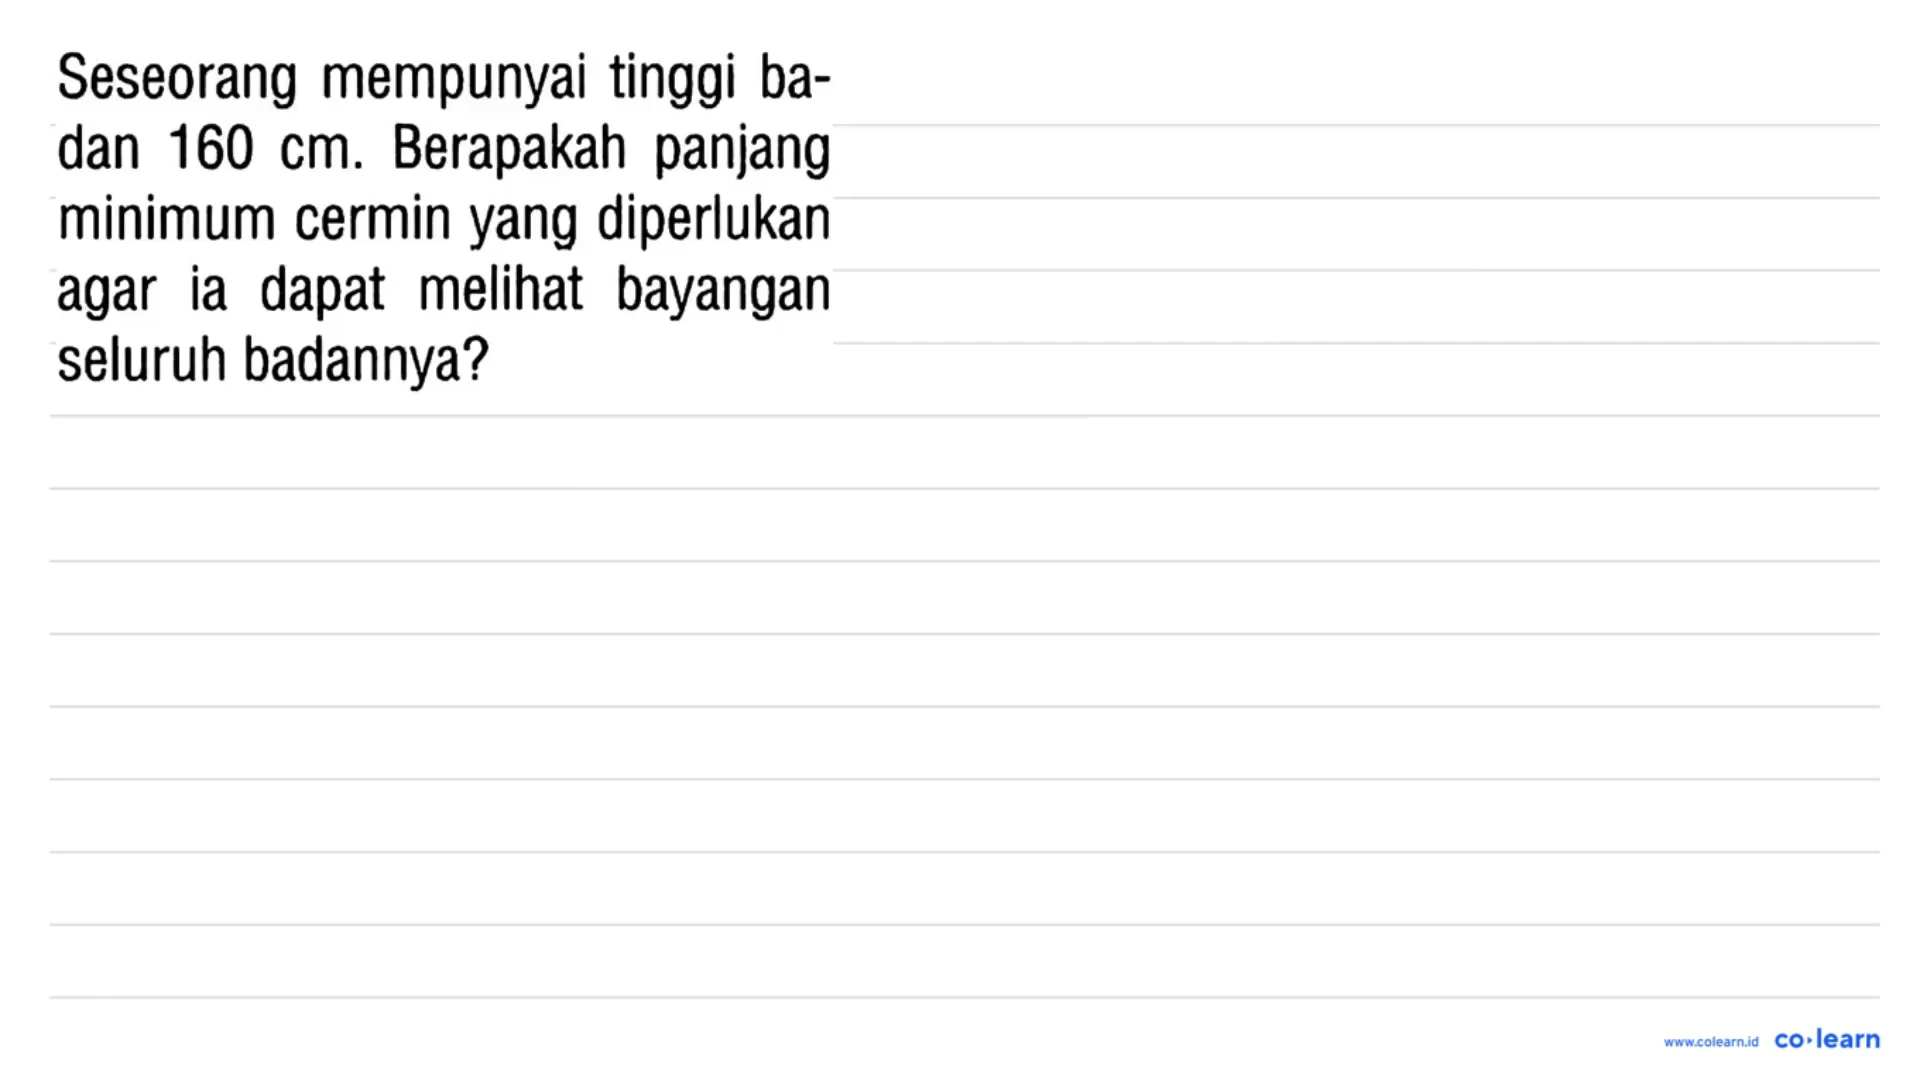 Seseorang mempunyai tinggi ba-
dan 160 cm. Berapakah panjang
minimum cermin yang diperlukan
agar ia dapat melihat bayangan
seluruh badannya?
www.colearn.id co learn